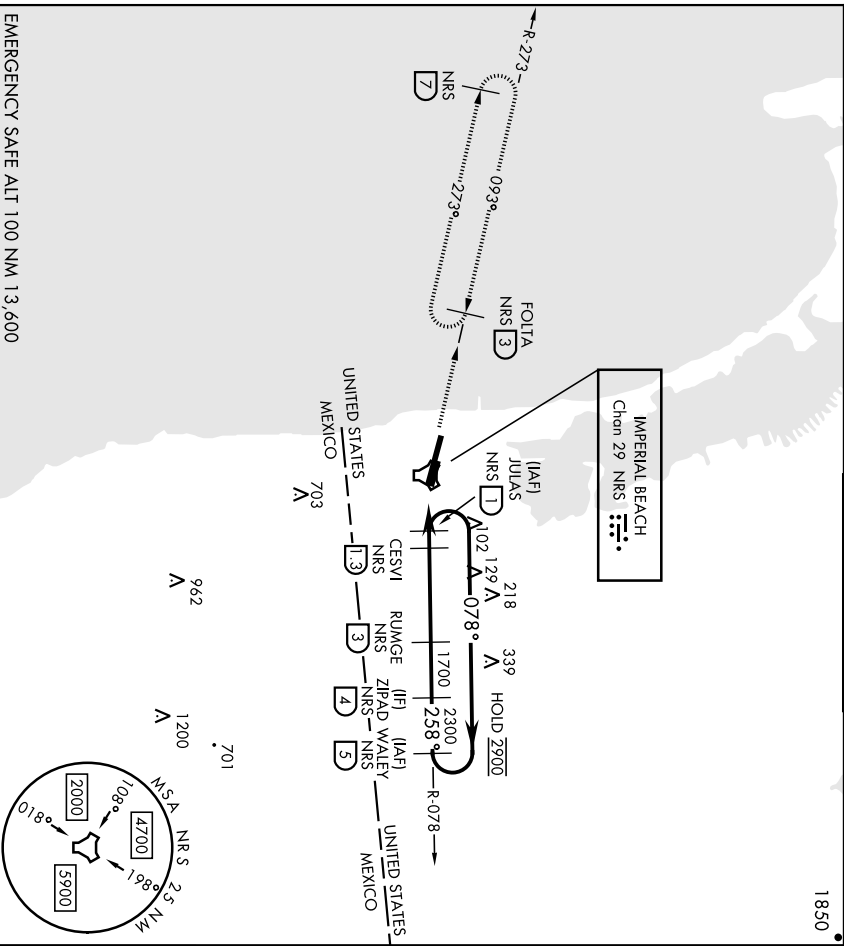 EMERGENCY SAFE ALT 100 NM 13,600
R-273
NRS
7
093°
273°
FOLTA
NRS 3
IMPERIAL BEACH
Chan 29 NRS
UNITED STATES
MEXICO
(IAF)
JULAS
NRS 1
CESVI
NRS
1.3
RUMGE
NRS
3
(IF)
ZIPAD
NRS
4
(IAF)
WALEY
NRS
5
102
129
218
339
078°
HOLD 2900
1700
2300
258°
R-078
703
962
1200
701
UNITED STATES
MEXICO
MSA NRS 25 NM
108°
198°
018°
2000
4700
5900
1850